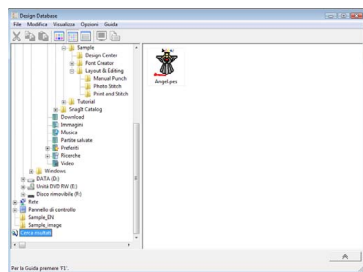 Design Database
File Modifica Visualizza Opzioni Guida
Sample
Design Center
Font Creator
Layout & Editing
Manual Punch
Photo Stitch
Print and Stitch
Tutorial
SnagIt Catalog
Download
Immagini
Musica
Partite salvate
Preferiti
Ricerche
Video
Windows
DATA (D:)
Unità DVD RW (E:)
Disco rimovibile (P:)
Rete
Pannello di controllo
Sample_EN
Sample_image
Cerca risultati
Angel.pes
Per la Guida premere 'F1'.